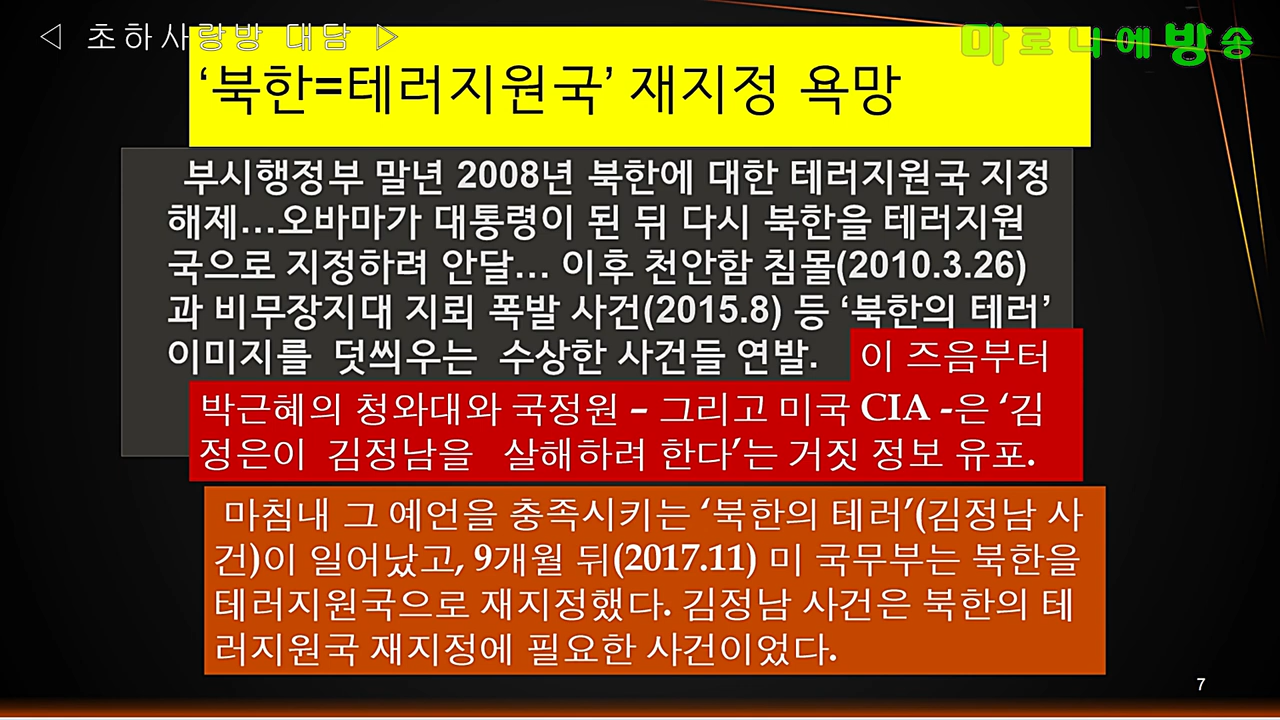 ◁ 초하사랑방 대담 ▷
마로니에방송
‘북한=테러지원국’ 재지정 욕망
부시행정부 말년 2008년 북한에 대한 테러지원국 지정
해제...오바마가 대통령이 된 뒤 다시 북한을 테러지원
국으로 지정하려 안달... 이후 천안함 침몰(2010.3.26)
과 비무장지대 지뢰 폭발 사건(2015.8) 등 ‘북한의 테러’
이미지를 덧씌우는 수상한 사건들 연발.
이 즈음부터
박근혜의 청와대와 국정원 – 그리고 미국 CIA -은 ‘김
정은이 김정남을 살해하려 한다’는 거짓 정보 유포.
마침내 그 예언을 충족시키는 ‘북한의 테러’(김정남 사
건)이 일어났고, 9개월 뒤(2017.11) 미 국무부는 북한을
테러지원국으로 재지정했다. 김정남 사건은 북한의 테
러지원국 재지정에 필요한 사건이었다.
7